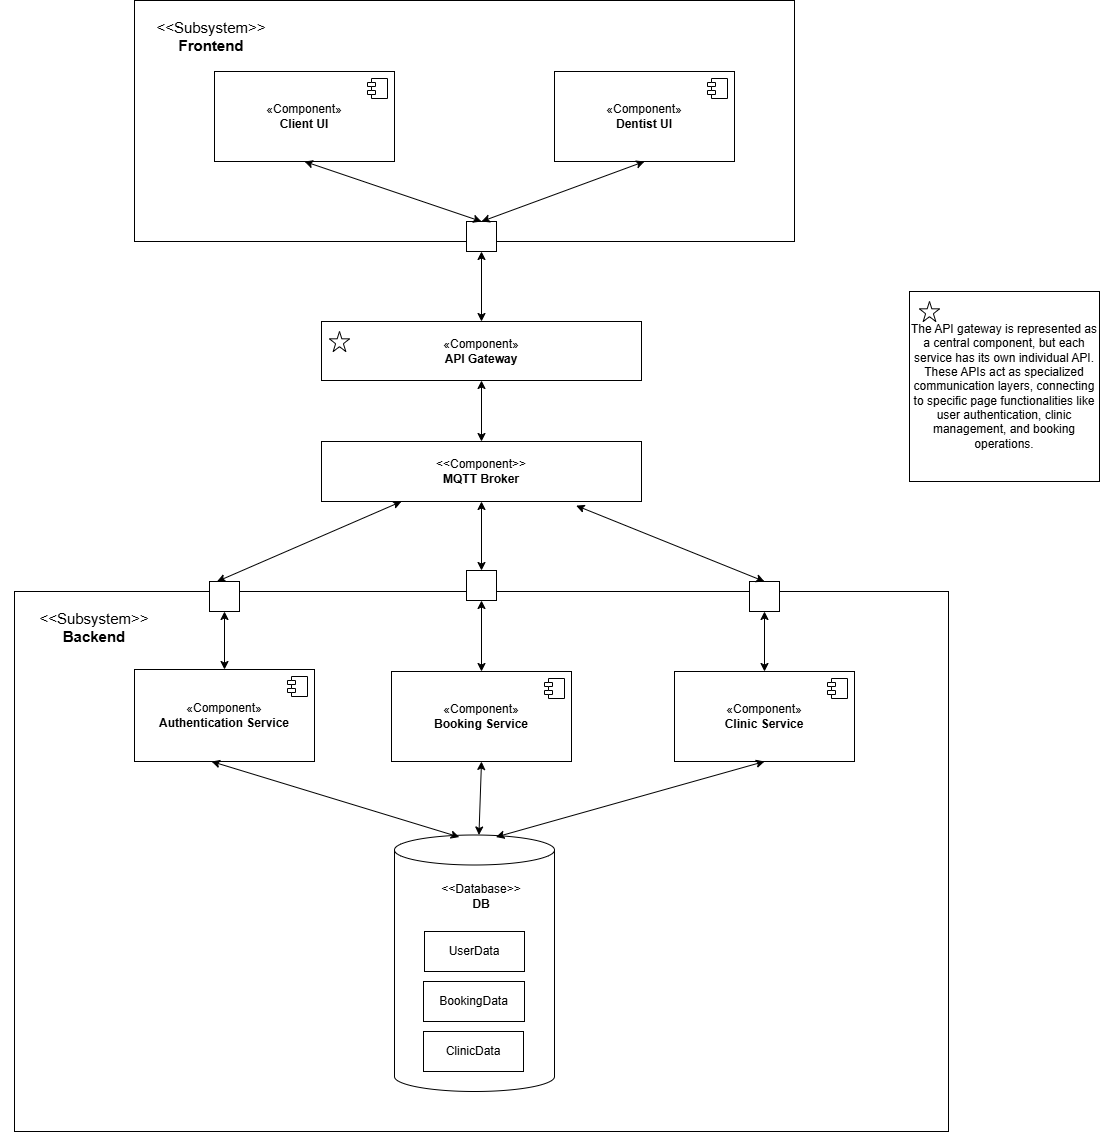 <<Subsystem>>
Frontend
«Component»
Client UI
«Component»
Dentist UI
«Component»
API Gateway
The API gateway is represented as
a central component, but each
service has its own individual API.
These APIs act as specialized
communication layers, connecting
to specific page functionalities like
user authentication, clinic
management, and booking
operations.
<<Component>>
MQTT Broker
<<Subsystem>>
Backend
«Component»
Authentication Service
«Component»
Booking Service
«Component»
Clinic Service
<<Database>>
DB
UserData
BookingData
ClinicData